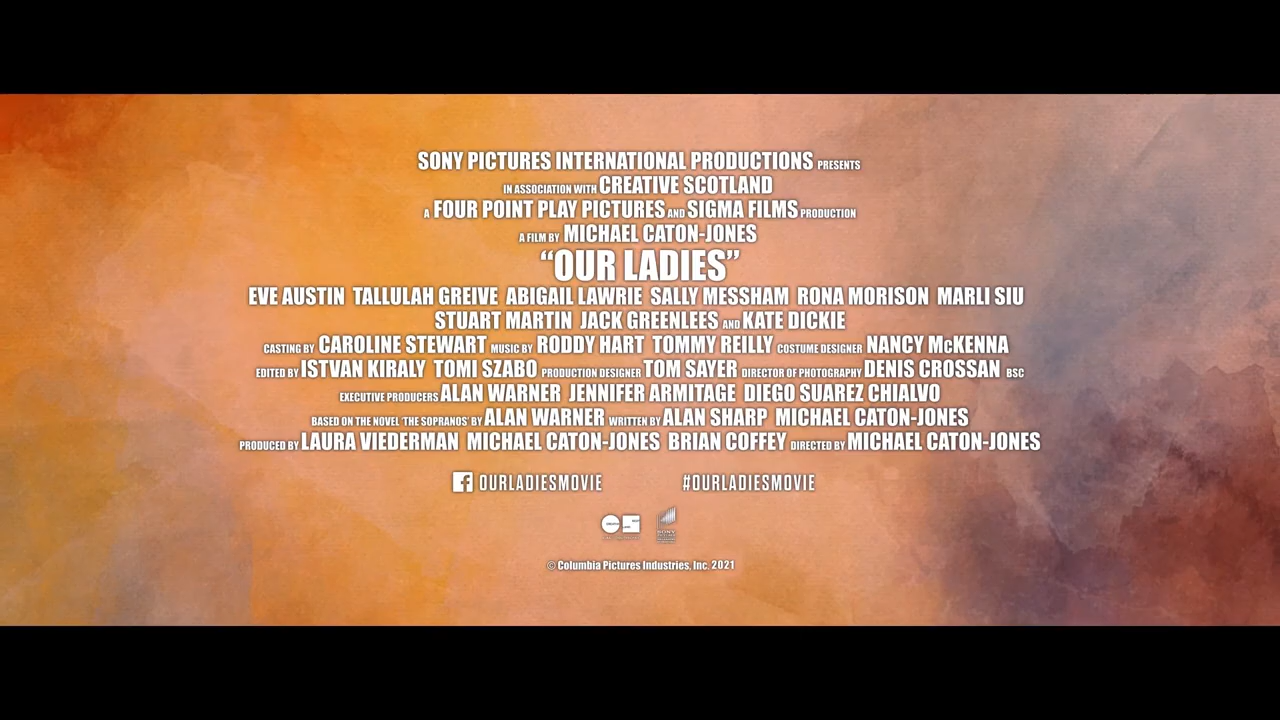 SONY PICTURES INTERNATIONAL PRODUCTIONS PRESENTS
IN ASSOCIATION WITH CREATIVE SCOTLAND
A FOUR POINT PLAY PICTURES AND SIGMA FILMS PRODUCTION
A FILM BY MICHAEL CATON-JONES
“OUR LADIES”
EVE AUSTIN TALLULAH GREIVE ABIGAIL LAWRIE SALLY MESSHAM RONA MORISON MARLI SIU
STUART MARTIN JACK GREENLEES AND KATE DICKIE
CASTING BY CAROLINE STEWART MUSIC BY RODDY HART TOMMY REILLY COSTUME DESIGNER NANCY McKENNA
EDITED BY ISTVAN KIRALY TOMI SZABO PRODUCTION DESIGNER TOM SAYER DIRECTOR OF PHOTOGRAPHY DENIS CROSSAN BSC
EXECUTIVE PRODUCERS ALAN WARNER JENNIFER ARMITAGE DIEGO SUAREZ CHIALVO
BASED ON THE NOVEL 'THE SOPRANOS' BY ALAN WARNER WRITTEN BY ALAN SHARP MICHAEL CATON-JONES
PRODUCED BY LAURA VIEDERMAN MICHAEL CATON-JONES BRIAN COFFEY DIRECTED BY MICHAEL CATON-JONES
OURLADIESMOVIE #OURLADIESMOVIE
SONY
© Columbia Pictures Industries, Inc. 2021